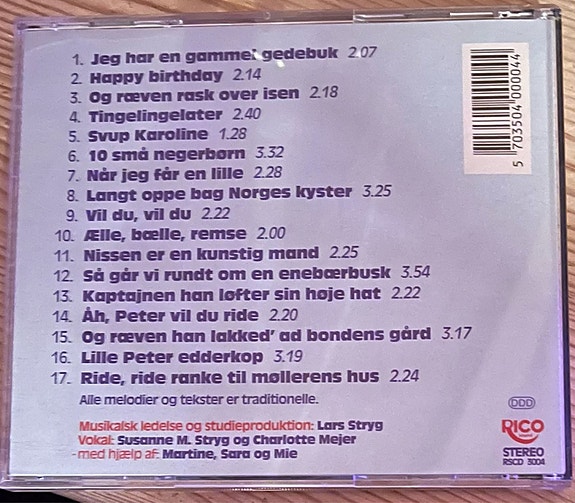 1. Jeg har en gammel gedebuk 2.07
2. Happy birthday 2.14
3. Og ræven rask over isen 2.18
4. Tingelingelater 2.40
5. Svup Karoline 1.28
6. 10 små negerbørn 3.32
7. Når jeg får en lille 2.28
8. Langt oppe bag Norges kyster 3.25
9. Vil du, vil du 2.22
10. Ælle, bælle, remse 2.00
11. Nissen er en kunstig mand 2.25
12. Så går vi rundt om en enebærbusk 3.54
13. Kaptajnen han løfter sin høje hat 2.22
14. Åh, Peter vil du ride 2.20
15. Og ræven han lakked' ad bondens gård 3.17
16. Lille Peter edderkop 3.19
17. Ride, ride ranke til møllerens hus 2.24
Alle melodier og tekster er traditionelle.
Musikalsk ledelse og studieproduktion: Lars Stryg
Vokal: Susanne M. Stryg og Charlotte Mejer
- med hjælp af: Martine, Sara og Mie
5 703504 000044
DDD
RICO
STEREO
RSCD 3004